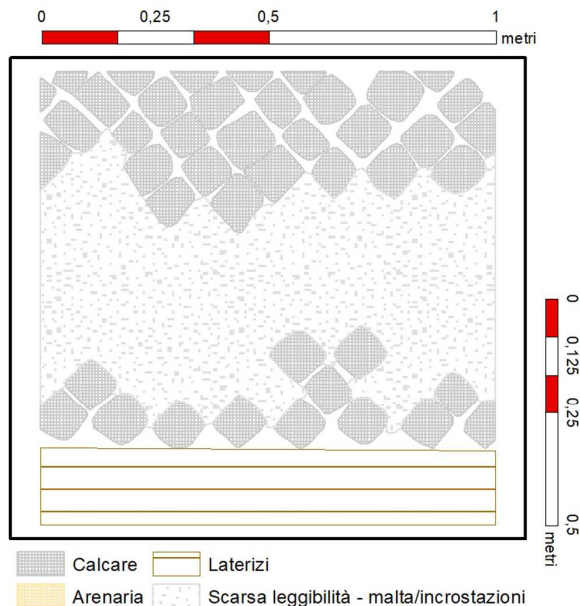 0 0,25 0,5 1
metri
0
0,125
0,25
0,5
metri
Calcare Laterizi
Arenaria Scarsa leggibilità - malta/incrostazioni